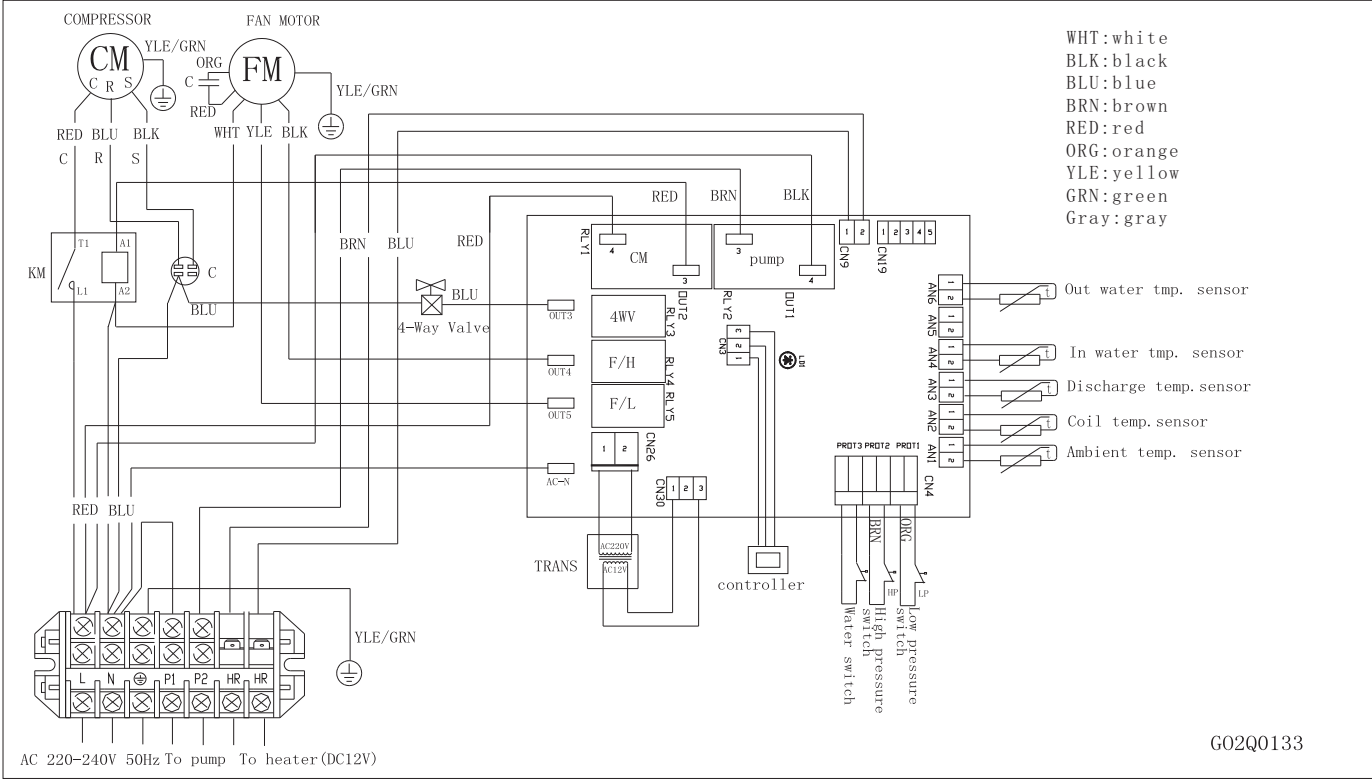 COMPRESSOR
FAN MOTOR
YLE/GRN
ORG
CM
FM
C
C R S
RED
YLE/GRN
RED BLU BLK
WHT YLE BLK
C R S
WHT:white
BLK:black
BLU:blue
BRN:brown
RED:red
ORG:orange
YLE:yellow
GRN:green
Gray:gray
RED BRN BLK
BRN BLU RED
T1 A1
KM
L1 A2
C
BLU
BLU
4-Way Valve
RLY1
4
CM
3
OUT2
3
pump
4
RLY2
OUT1
1 2
CN9
1 2 3 4 5
CN19
OUT3
4WV
RLY3
OUT4
F/H
RLY4
OUT5
F/L
RLY5
3
2
1
CN3
LD1
1 2
CN26
AC-N
CN30
1 2 3
AN6
1
2
t
Out water tmp. sensor
AN5
1
2
AN4
1
2
t
In water tmp. sensor
AN3
1
2
t
Discharge temp.sensor
AN2
1
2
t
Coil temp.sensor
AN1
1
2
t
Ambient temp. sensor
PROT3 PROT2 PROT1
CN4
BRN
ORG
HP
LP
Water switch
High pressure
switch
Low pressure
switch
TRANS
AC220V
AC12V
controller
RED BLU
YLE/GRN
L N P1 P2 HR HR
AC 220-240V 50Hz To pump To heater(DC12V)
GO2Q0133